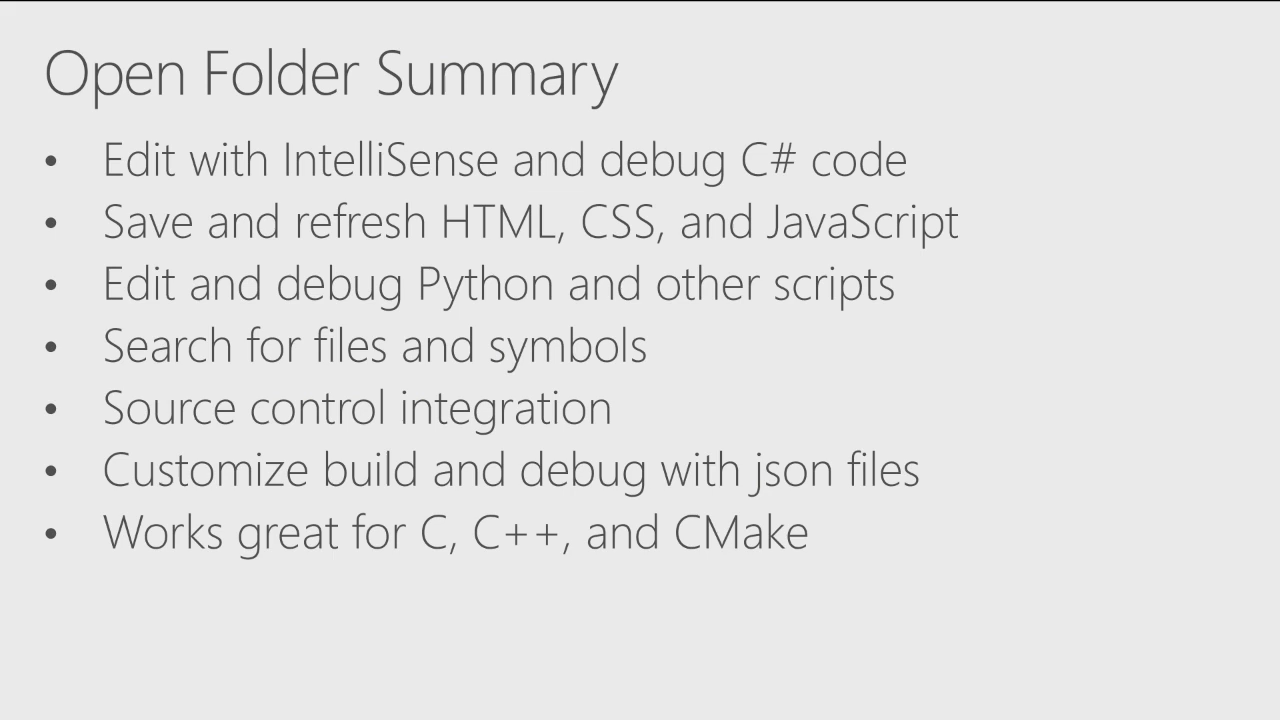 Open Folder Summary
• Edit with IntelliSense and debug C# code
• Save and refresh HTML, CSS, and JavaScript
• Edit and debug Python and other scripts
• Search for files and symbols
• Source control integration
• Customize build and debug with json files
• Works great for C, C++, and CMake